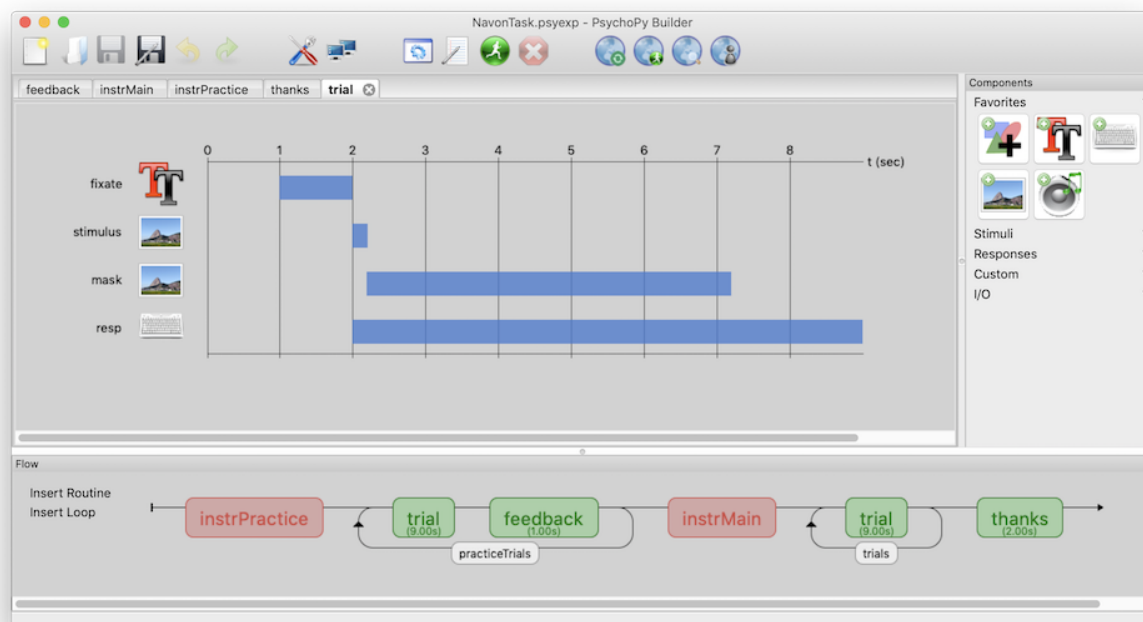 NavonTask.psyexp - PsychoPy Builder
feedback instrMain instrPractice thanks trial
0 1 2 3 4 5 6 7 8
t (sec)
fixate
stimulus
mask
resp
Components
Favorites
Stimuli
Responses
Custom
I/O
Flow
Insert Routine
Insert Loop
instrPractice
trial
(9.00s)
feedback
(1.00s)
practiceTrials
instrMain
trial
(9.00s)
trials
thanks
(2.00s)